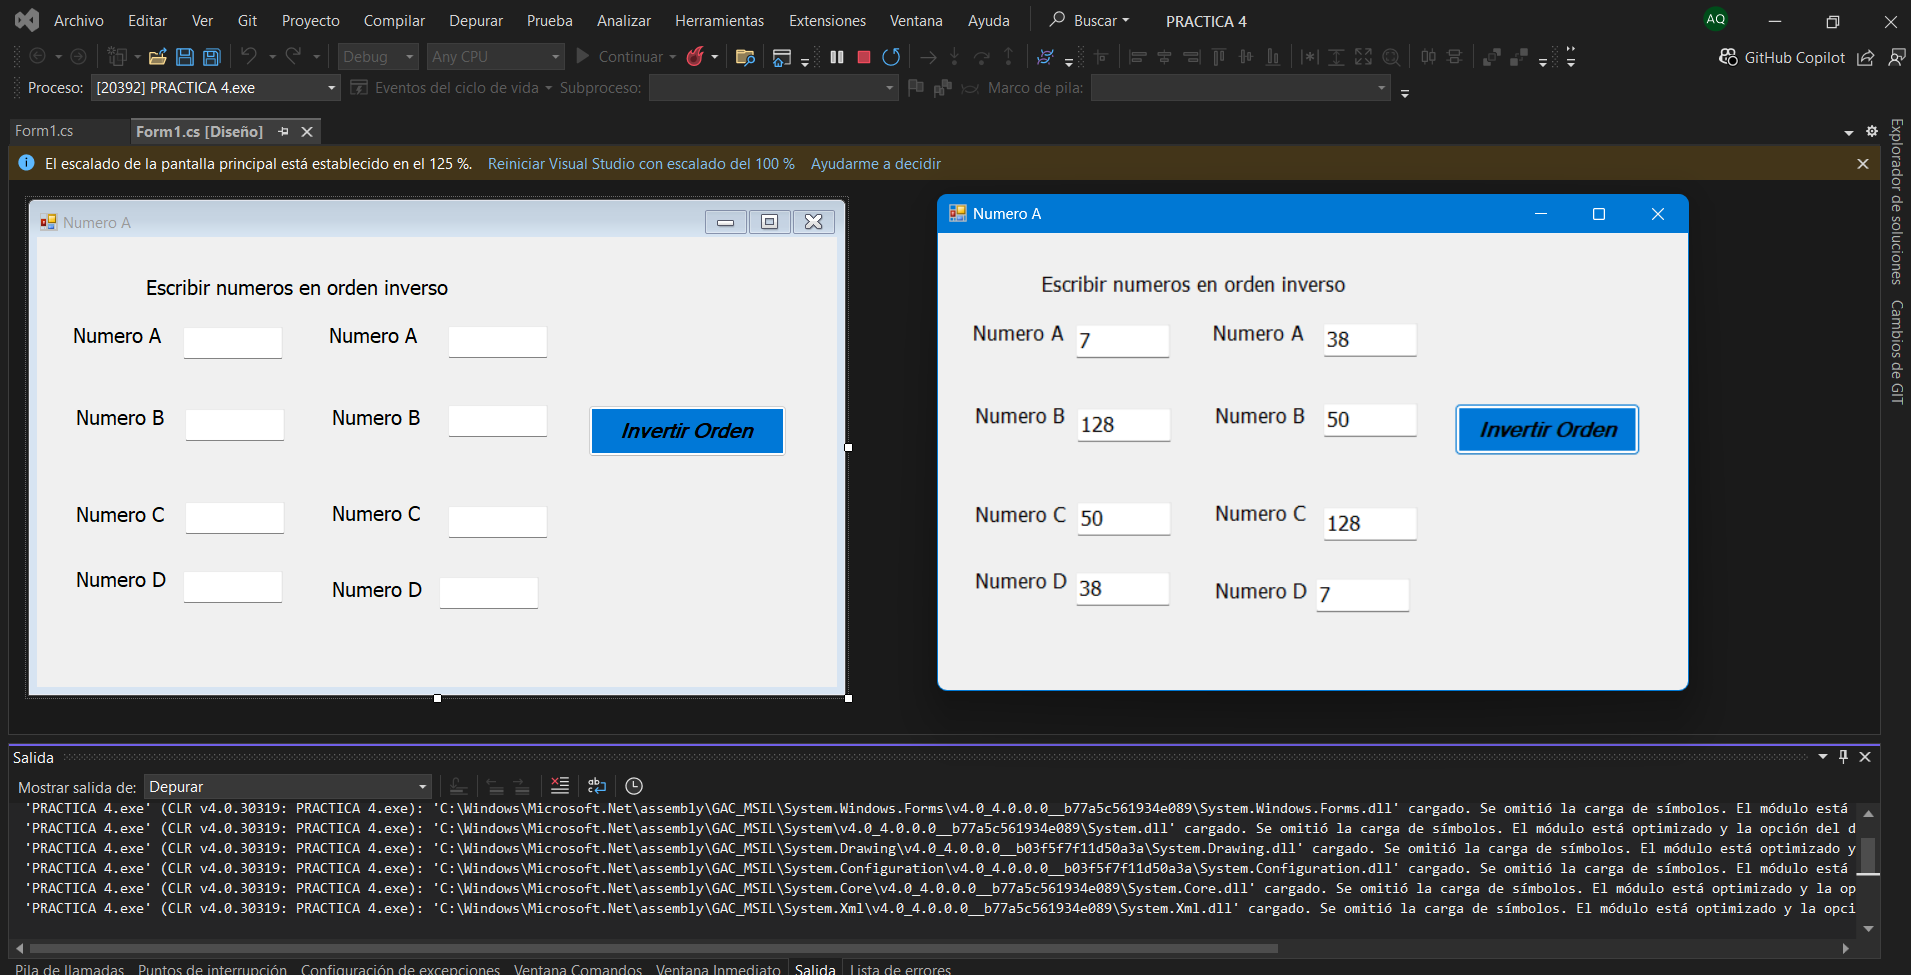 Archivo Editar Ver Git Proyecto Compilar Depurar Prueba Analizar Herramientas Extensiones Ventana Ayuda Buscar PRACTICA 4 AQ
Debug Any CPU Continuar GitHub Copilot
Proceso: [20392] PRACTICA 4.exe Eventos del ciclo de vida Subproceso: Marco de pila:
Form1.cs Form1.cs [Diseño]
El escalado de la pantalla principal está establecido en el 125 %. Reiniciar Visual Studio con escalado del 100 % Ayudarme a decidir
Explorador de soluciones
Cambios de GIT
Numero A
Escribir numeros en orden inverso
Numero A Numero A
Numero B Numero B
Invertir Orden
Numero C Numero C
Numero D Numero D
Numero A
Escribir numeros en orden inverso
Numero A 7 Numero A 38
Numero B 128 Numero B 50
Invertir Orden
Numero C 50 Numero C 128
Numero D 38 Numero D 7
Salida
Mostrar salida de: Depurar
'PRACTICA 4.exe' (CLR v4.0.30319: PRACTICA 4.exe): 'C:\Windows\Microsoft.Net\assembly\GAC_MSIL\System.Windows.Forms\v4.0_4.0.0.0__b77a5c561934e089\System.Windows.Forms.dll' cargado. Se omitió la carga de símbolos. El módulo está
'PRACTICA 4.exe' (CLR v4.0.30319: PRACTICA 4.exe): 'C:\Windows\Microsoft.Net\assembly\GAC_MSIL\System\v4.0_4.0.0.0__b77a5c561934e089\System.dll' cargado. Se omitió la carga de símbolos. El módulo está optimizado y la opción del d
'PRACTICA 4.exe' (CLR v4.0.30319: PRACTICA 4.exe): 'C:\Windows\Microsoft.Net\assembly\GAC_MSIL\System.Drawing\v4.0_4.0.0.0__b03f5f7f11d50a3a\System.Drawing.dll' cargado. Se omitió la carga de símbolos. El módulo está optimizado y
'PRACTICA 4.exe' (CLR v4.0.30319: PRACTICA 4.exe): 'C:\Windows\Microsoft.Net\assembly\GAC_MSIL\System.Configuration\v4.0_4.0.0.0__b03f5f7f11d50a3a\System.Configuration.dll' cargado. Se omitió la carga de símbolos. El módulo está
'PRACTICA 4.exe' (CLR v4.0.30319: PRACTICA 4.exe): 'C:\Windows\Microsoft.Net\assembly\GAC_MSIL\System.Core\v4.0_4.0.0.0__b77a5c561934e089\System.Core.dll' cargado. Se omitió la carga de símbolos. El módulo está optimizado y la op
'PRACTICA 4.exe' (CLR v4.0.30319: PRACTICA 4.exe): 'C:\Windows\Microsoft.Net\assembly\GAC_MSIL\System.Xml\v4.0_4.0.0.0__b77a5c561934e089\System.Xml.dll' cargado. Se omitió la carga de símbolos. El módulo está optimizado y la opci
Pila de llamadas Puntos de interrupción Configuración de excepciones Ventana Comandos Ventana Inmediato Salida Lista de errores